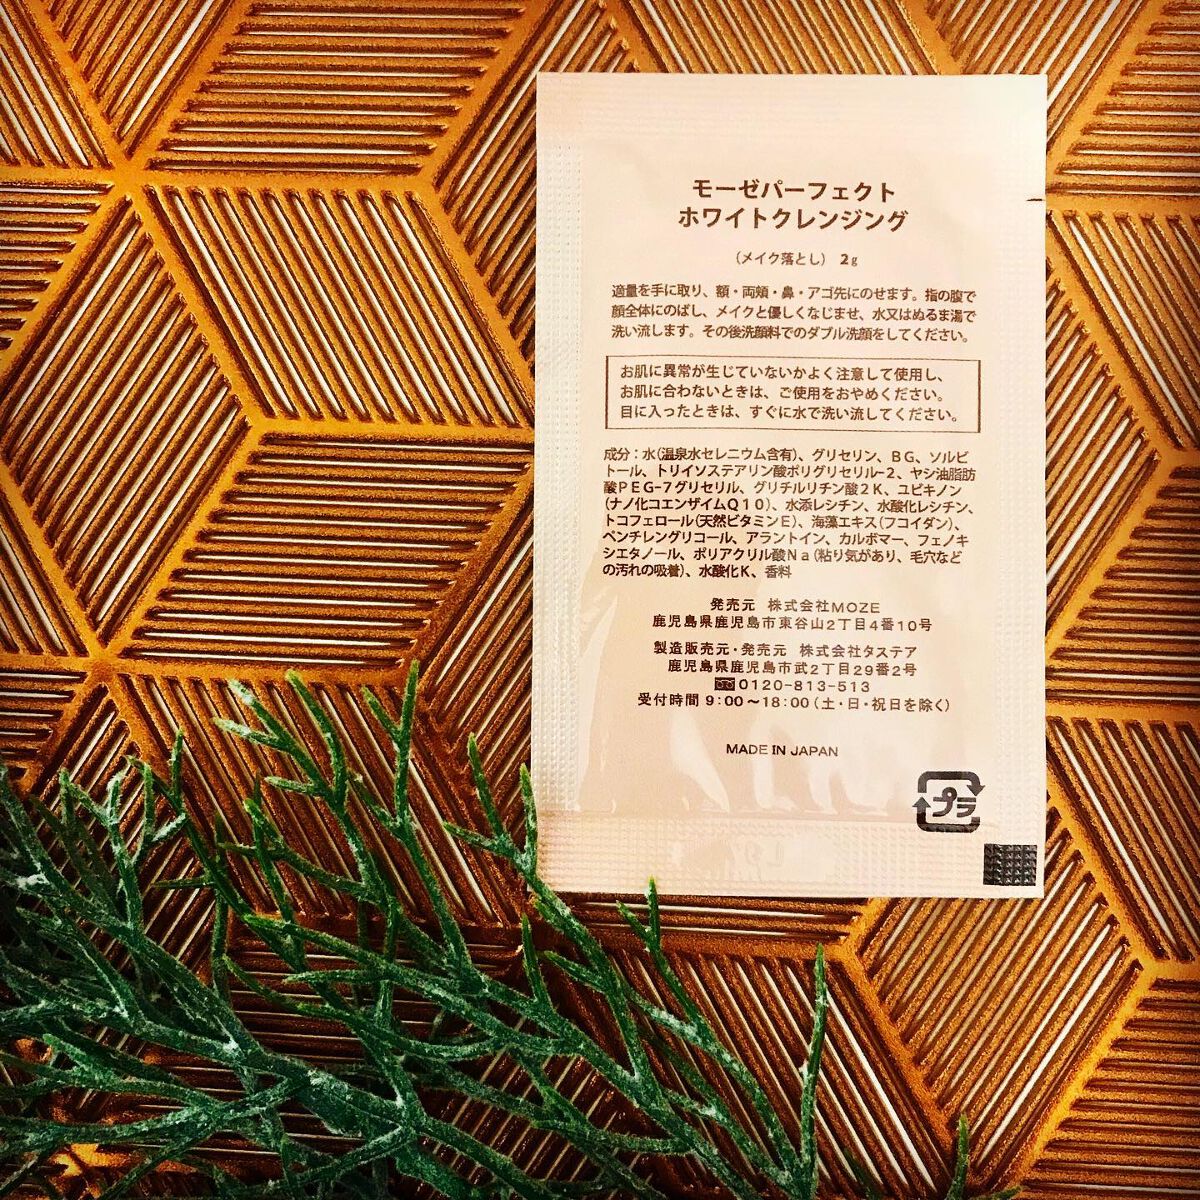 モーゼパーフェクト
ホワイトクレンジング
(メイク落とし) 2g
適量を手に取り、額・両頬・鼻・アゴ先にのせます。指の腹で
顔全体にのばし、メイクと優しくなじませ、水又はぬるま湯で
洗い流します。その後洗顔料でのダブル洗顔をしてください。
お肌に異常が生じていないかよく注意して使用し、
お肌に合わないときは、ご使用をおやめください。
目に入ったときは、すぐに水で洗い流してください。
成分：水(温泉水セレニウム含有)、グリセリン、BG、ソルビ
トール、トリイソステアリン酸ポリグリセリル-2、ヤシ油脂肪
酸PEG-7グリセリル、グリチルリチン酸2K、ユビキノン
(ナノ化コエンザイムQ10)、水添レシチン、水酸化レシチン、
トコフェロール(天然ビタミンE)、海藻エキス(フコイダン)、
ペンチレングリコール、アラントイン、カルボマー、フェノキ
シエタノール、ポリアクリル酸Na(粘り気があり、毛穴など
の汚れの吸着)、水酸化K、香料
発売元 株式会社MOZE
鹿児島県鹿児島市東谷山2丁目4番10号
製造販売元・発売元 株式会社タステア
鹿児島県鹿児島市武2丁目29番2号
0120-813-513
受付時間 9:00〜18:00(土・日・祝日を除く)
MADE IN JAPAN
プラ